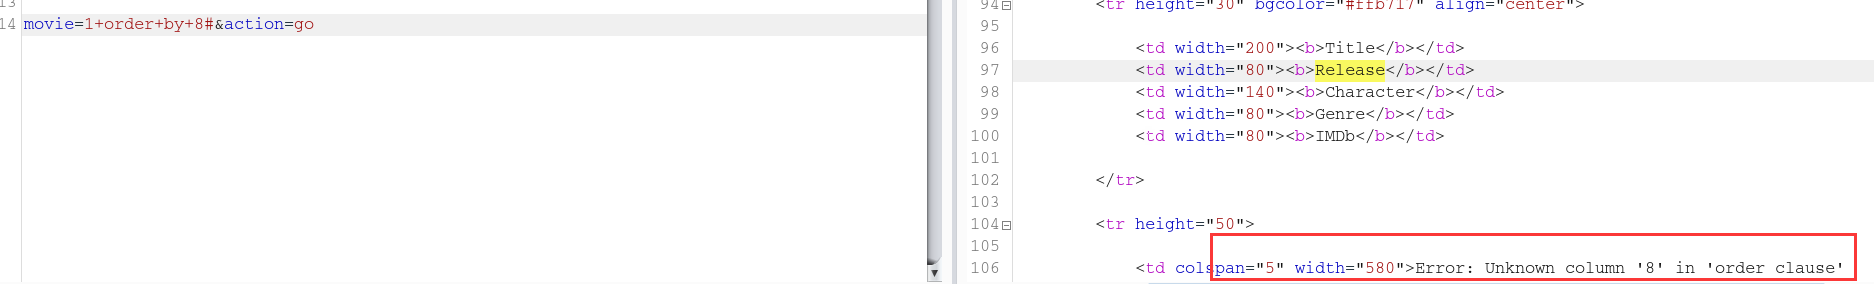 13
14 movie=1+order+by+8#&action=go
94 <tr height="30" bgcolor="#ffb717" align="center">
95
96 <td width="200"><b>Title</b></td>
97 <td width="80"><b>Release</b></td>
98 <td width="140"><b>Character</b></td>
99 <td width="80"><b>Genre</b></td>
100 <td width="80"><b>IMDb</b></td>
101
102 </tr>
103
104 <tr height="50">
105
106 <td colspan="5" width="580">Error: Unknown column '8' in 'order clause'